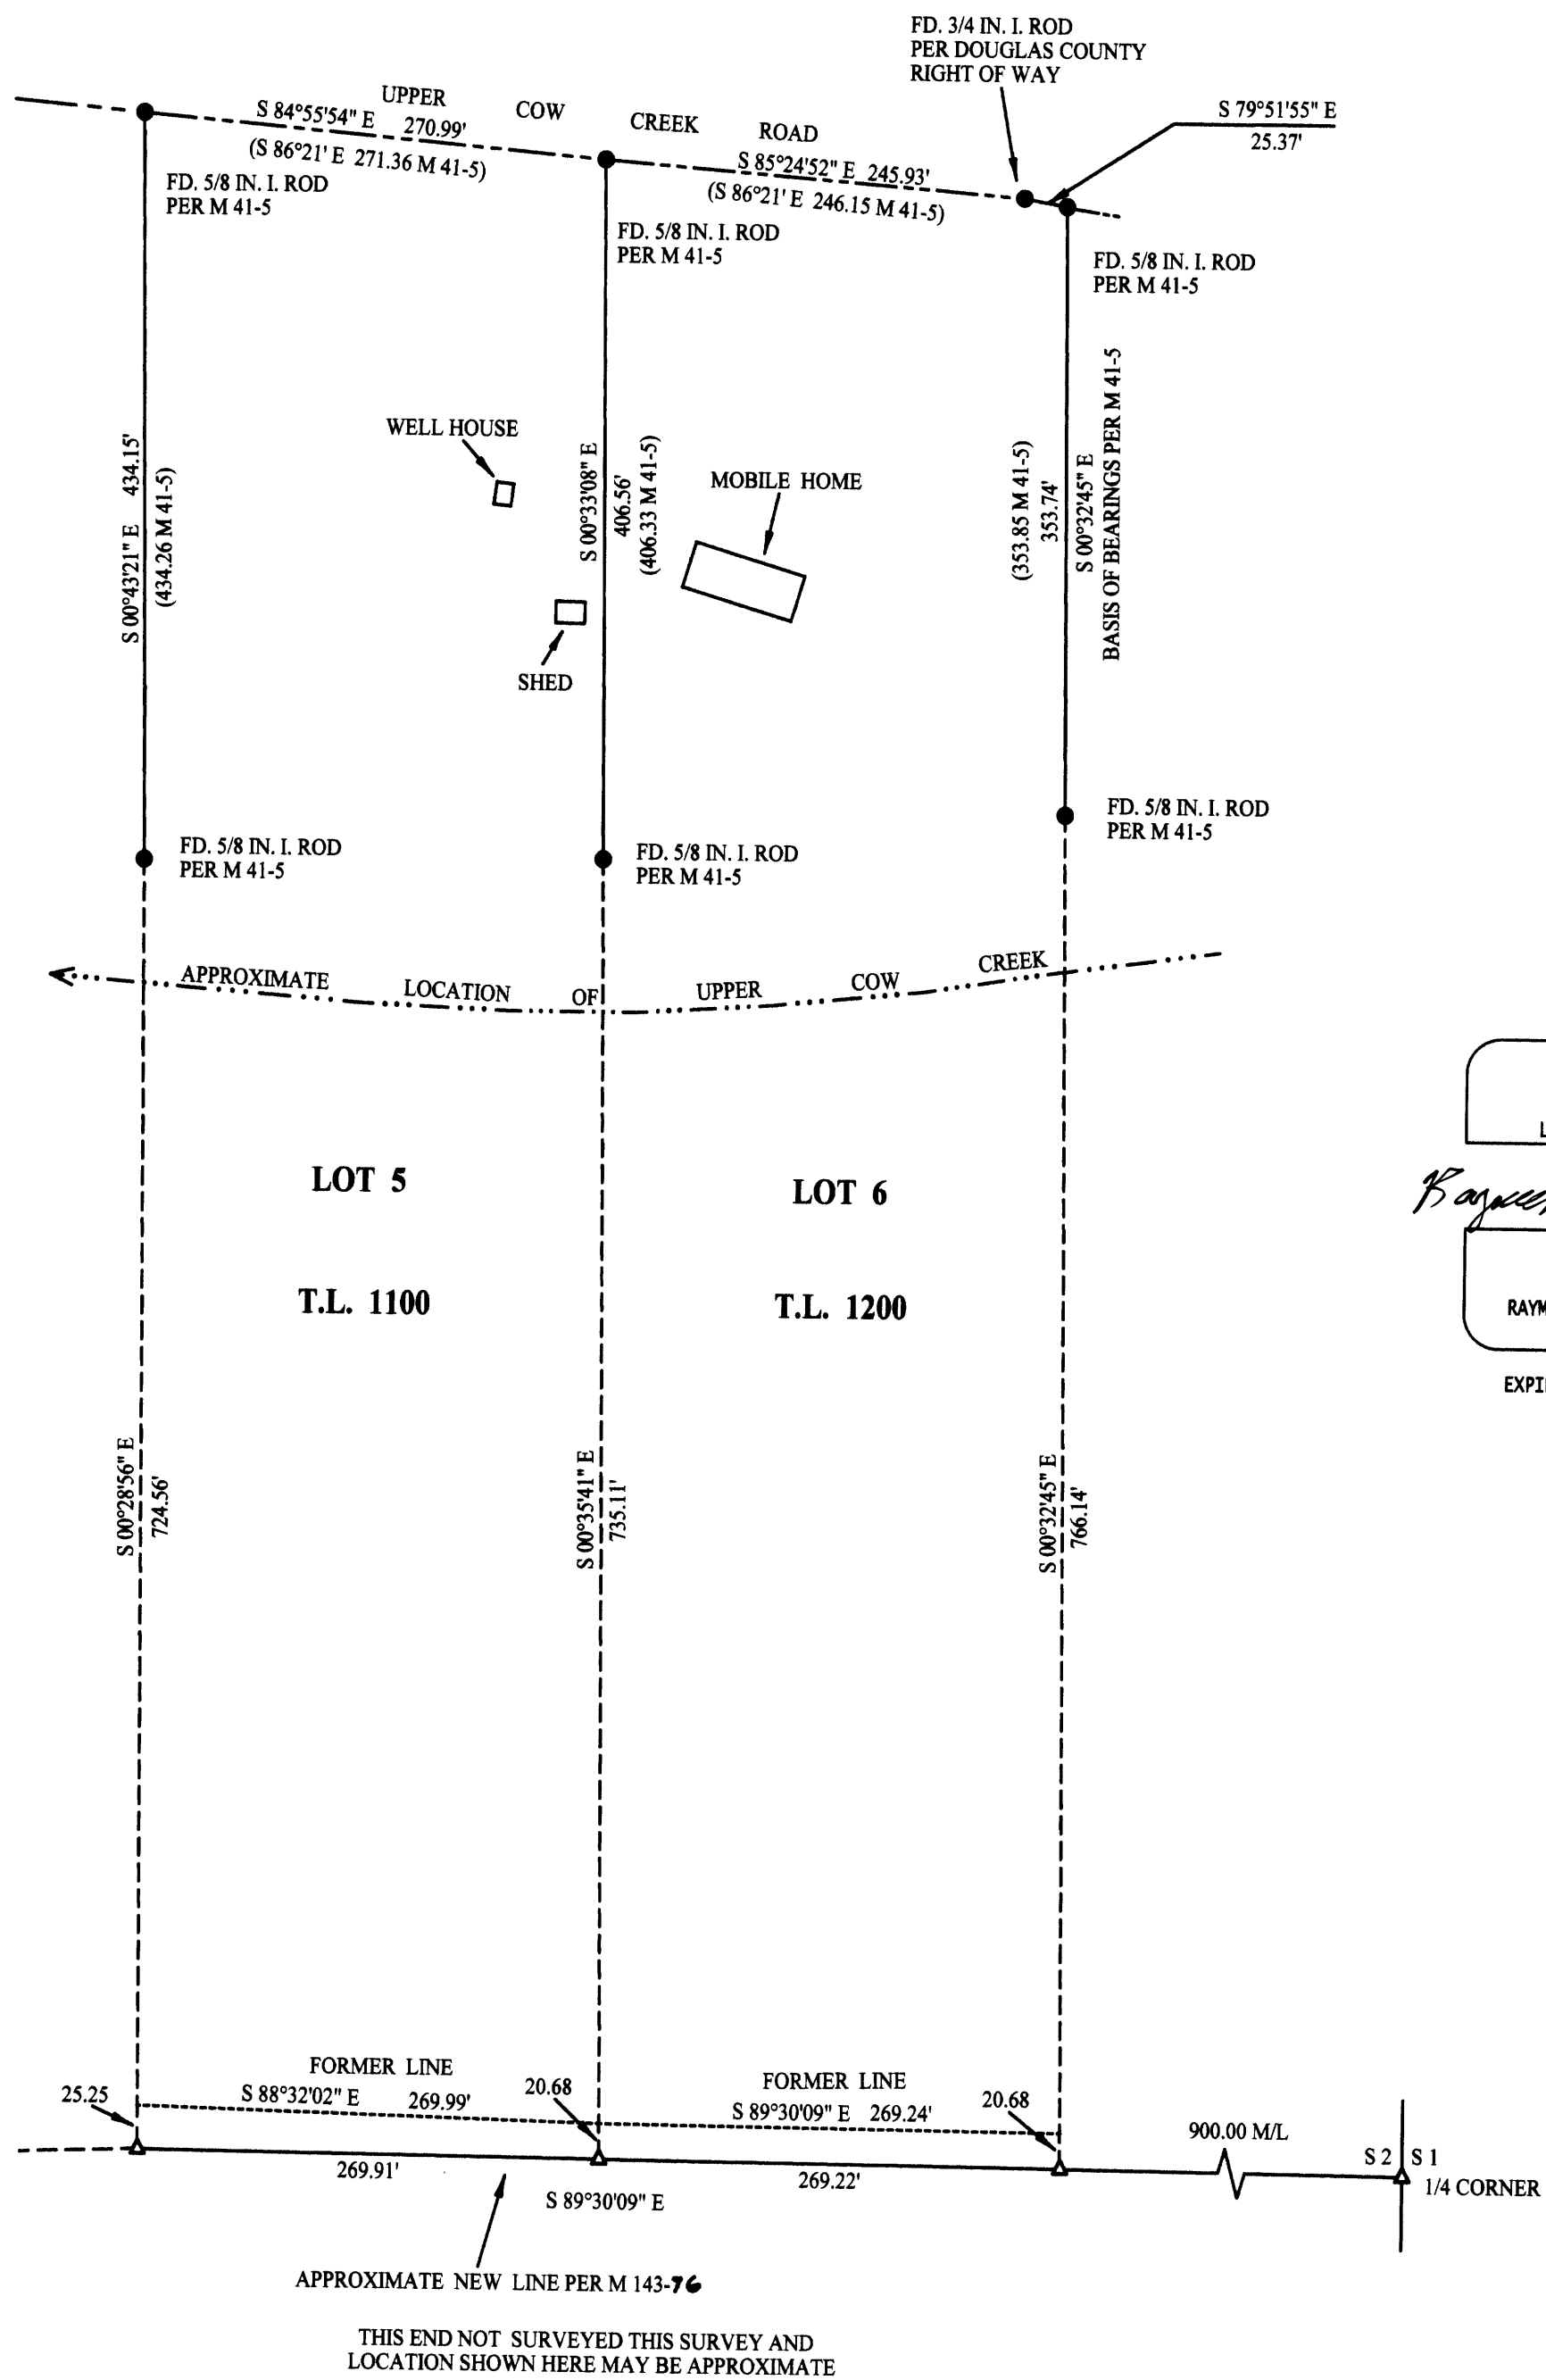 FD. 3/4 IN. I. ROD
PER DOUGLAS COUNTY
RIGHT OF WAY
S 79°51'55" E
25.37'
UPPER COW CREEK ROAD
S 84°55'54" E 270.99'
(S 86°21' E 271.36 M 41-5)
S 85°24'52" E 245.93'
(S 86°21' E 246.15 M 41-5)
FD. 5/8 IN. I. ROD
PER M 41-5
FD. 5/8 IN. I. ROD
PER M 41-5
FD. 5/8 IN. I. ROD
PER M 41-5
WELL HOUSE
MOBILE HOME
SHED
S 00°43'21" E 434.15'
(434.26 M 41-5)
S 00°33'08" E
406.56'
(406.33 M 41-5)
(353.85 M 41-5)
353.74'
S 00°32'45" E
BASIS OF BEARINGS PER M 41-5
FD. 5/8 IN. I. ROD
PER M 41-5
FD. 5/8 IN. I. ROD
PER M 41-5
FD. 5/8 IN. I. ROD
PER M 41-5
APPROXIMATE LOCATION OF UPPER COW CREEK
L
LOT 5
LOT 6
T.L. 1100
T.L. 1200
RAYM
EXPI
S 00°28'56" E
724.56'
S 00°35'41" E
735.11'
S 00°32'45" E
766.14'
FORMER LINE
S 88°32'02" E 269.99'
25.25
20.68
FORMER LINE
S 89°30'09" E 269.24'
20.68
900.00 M/L
S 2 S 1
1/4 CORNER
269.91'
269.22'
S 89°30'09" E
APPROXIMATE NEW LINE PER M 143-76
THIS END NOT SURVEYED THIS SURVEY AND
LOCATION SHOWN HERE MAY BE APPROXIMATE